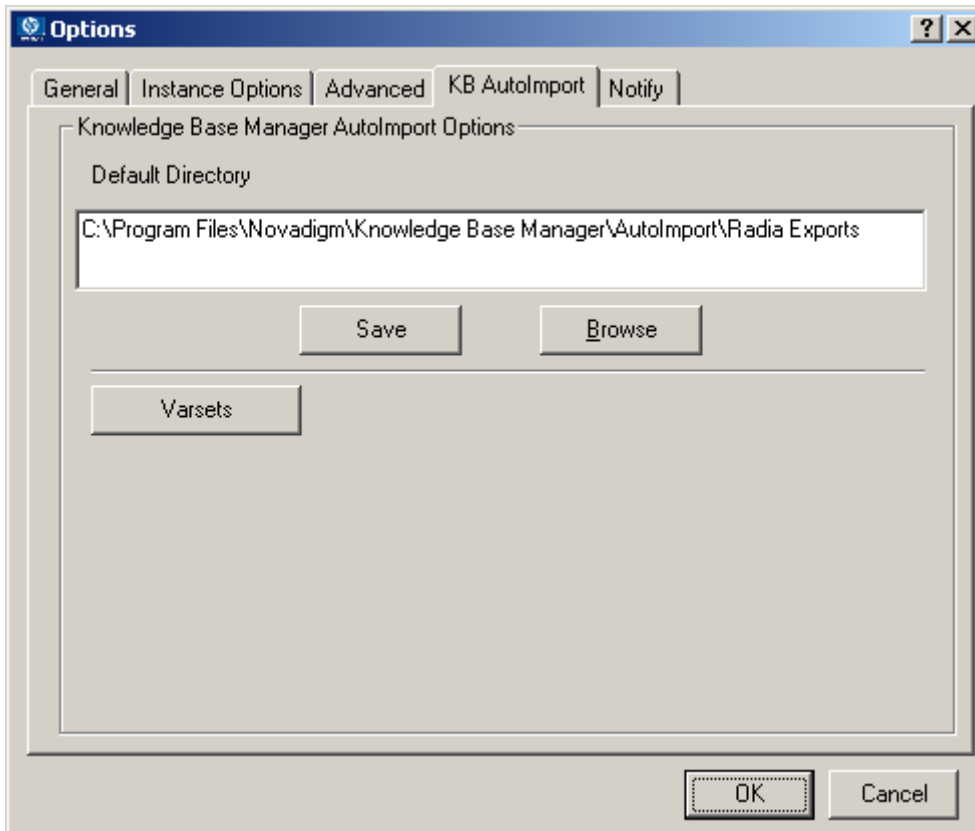 Options
General
Instance Options
Advanced
KB AutoImport
Notify
Knowledge Base Manager AutoImport Options
Default Directory
C:\Program Files\Novadigm\Knowledge Base Manager\AutoImport\Radia Exports
Save
Browse
Varsets
OK
Cancel